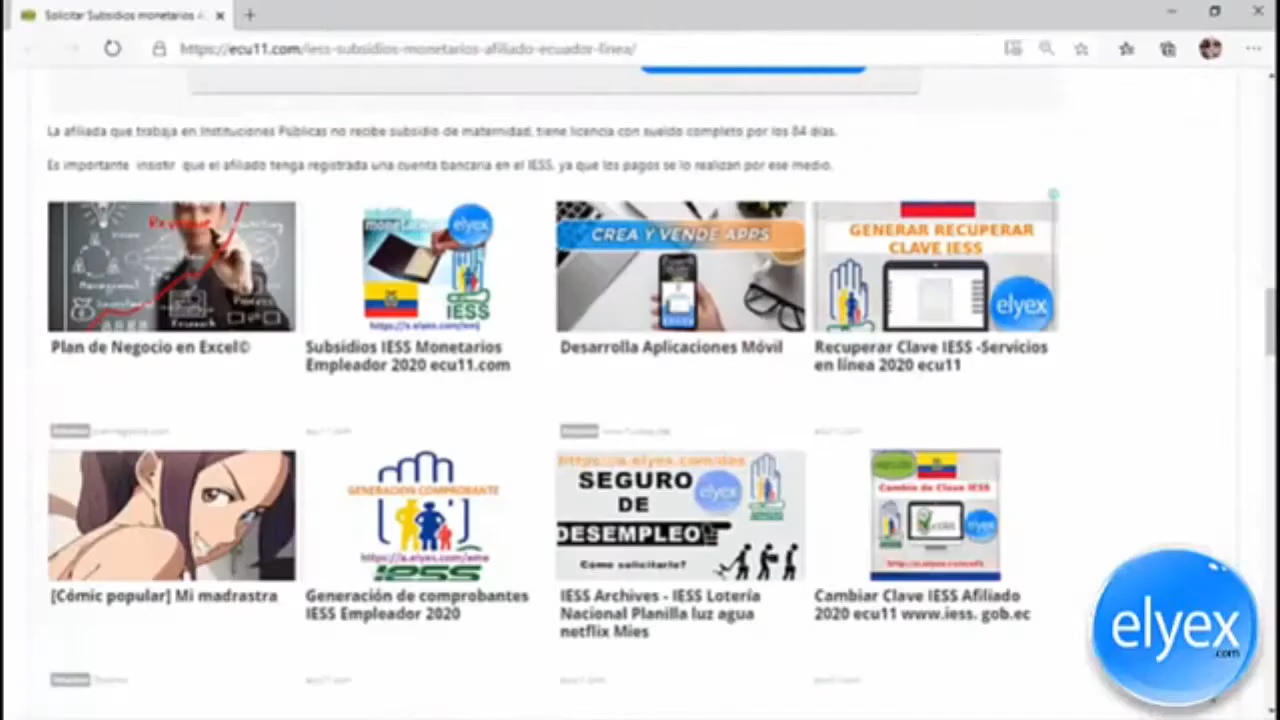 Solicitar Subsidios monetarios
https://ecu11.com/iess-subsidios-monetarios-afiliado-ecuador-linea/
La afiliada que trabaja en Instituciones Públicas no recibe subsidio de maternidad, tiene licencia con sueldo completo por los 84 días.
Es importante insistir que el afiliado tenga registrada una cuenta bancaria en el IESS, ya que los pagos se lo realizan por ese medio.
monetarios
elyex
IESS
CREA Y VENDE APPS
GENERAR RECUPERAR
CLAVE IESS
elyex
Plan de Negocio en Excel©
Subsidios IESS Monetarios
Empleador 2020 ecu11.com
Desarrolla Aplicaciones Móvil
Recuperar Clave IESS -Servicios
en línea 2020 ecu11
GENERACION COMPROBANTE
IESS
SEGURO
DE
DESEMPLEO
Como solicitarlo?
elyex
Cambio de Clave IESS
elyex
[Cómic popular] Mi madrastra
Generación de comprobantes
IESS Empleador 2020
IESS Archives - IESS Lotería
Nacional Planilla luz agua
netflix Mies
Cambiar Clave IESS Afiliado
2020 ecu11 www.iess. gob.ec
elyex
.com